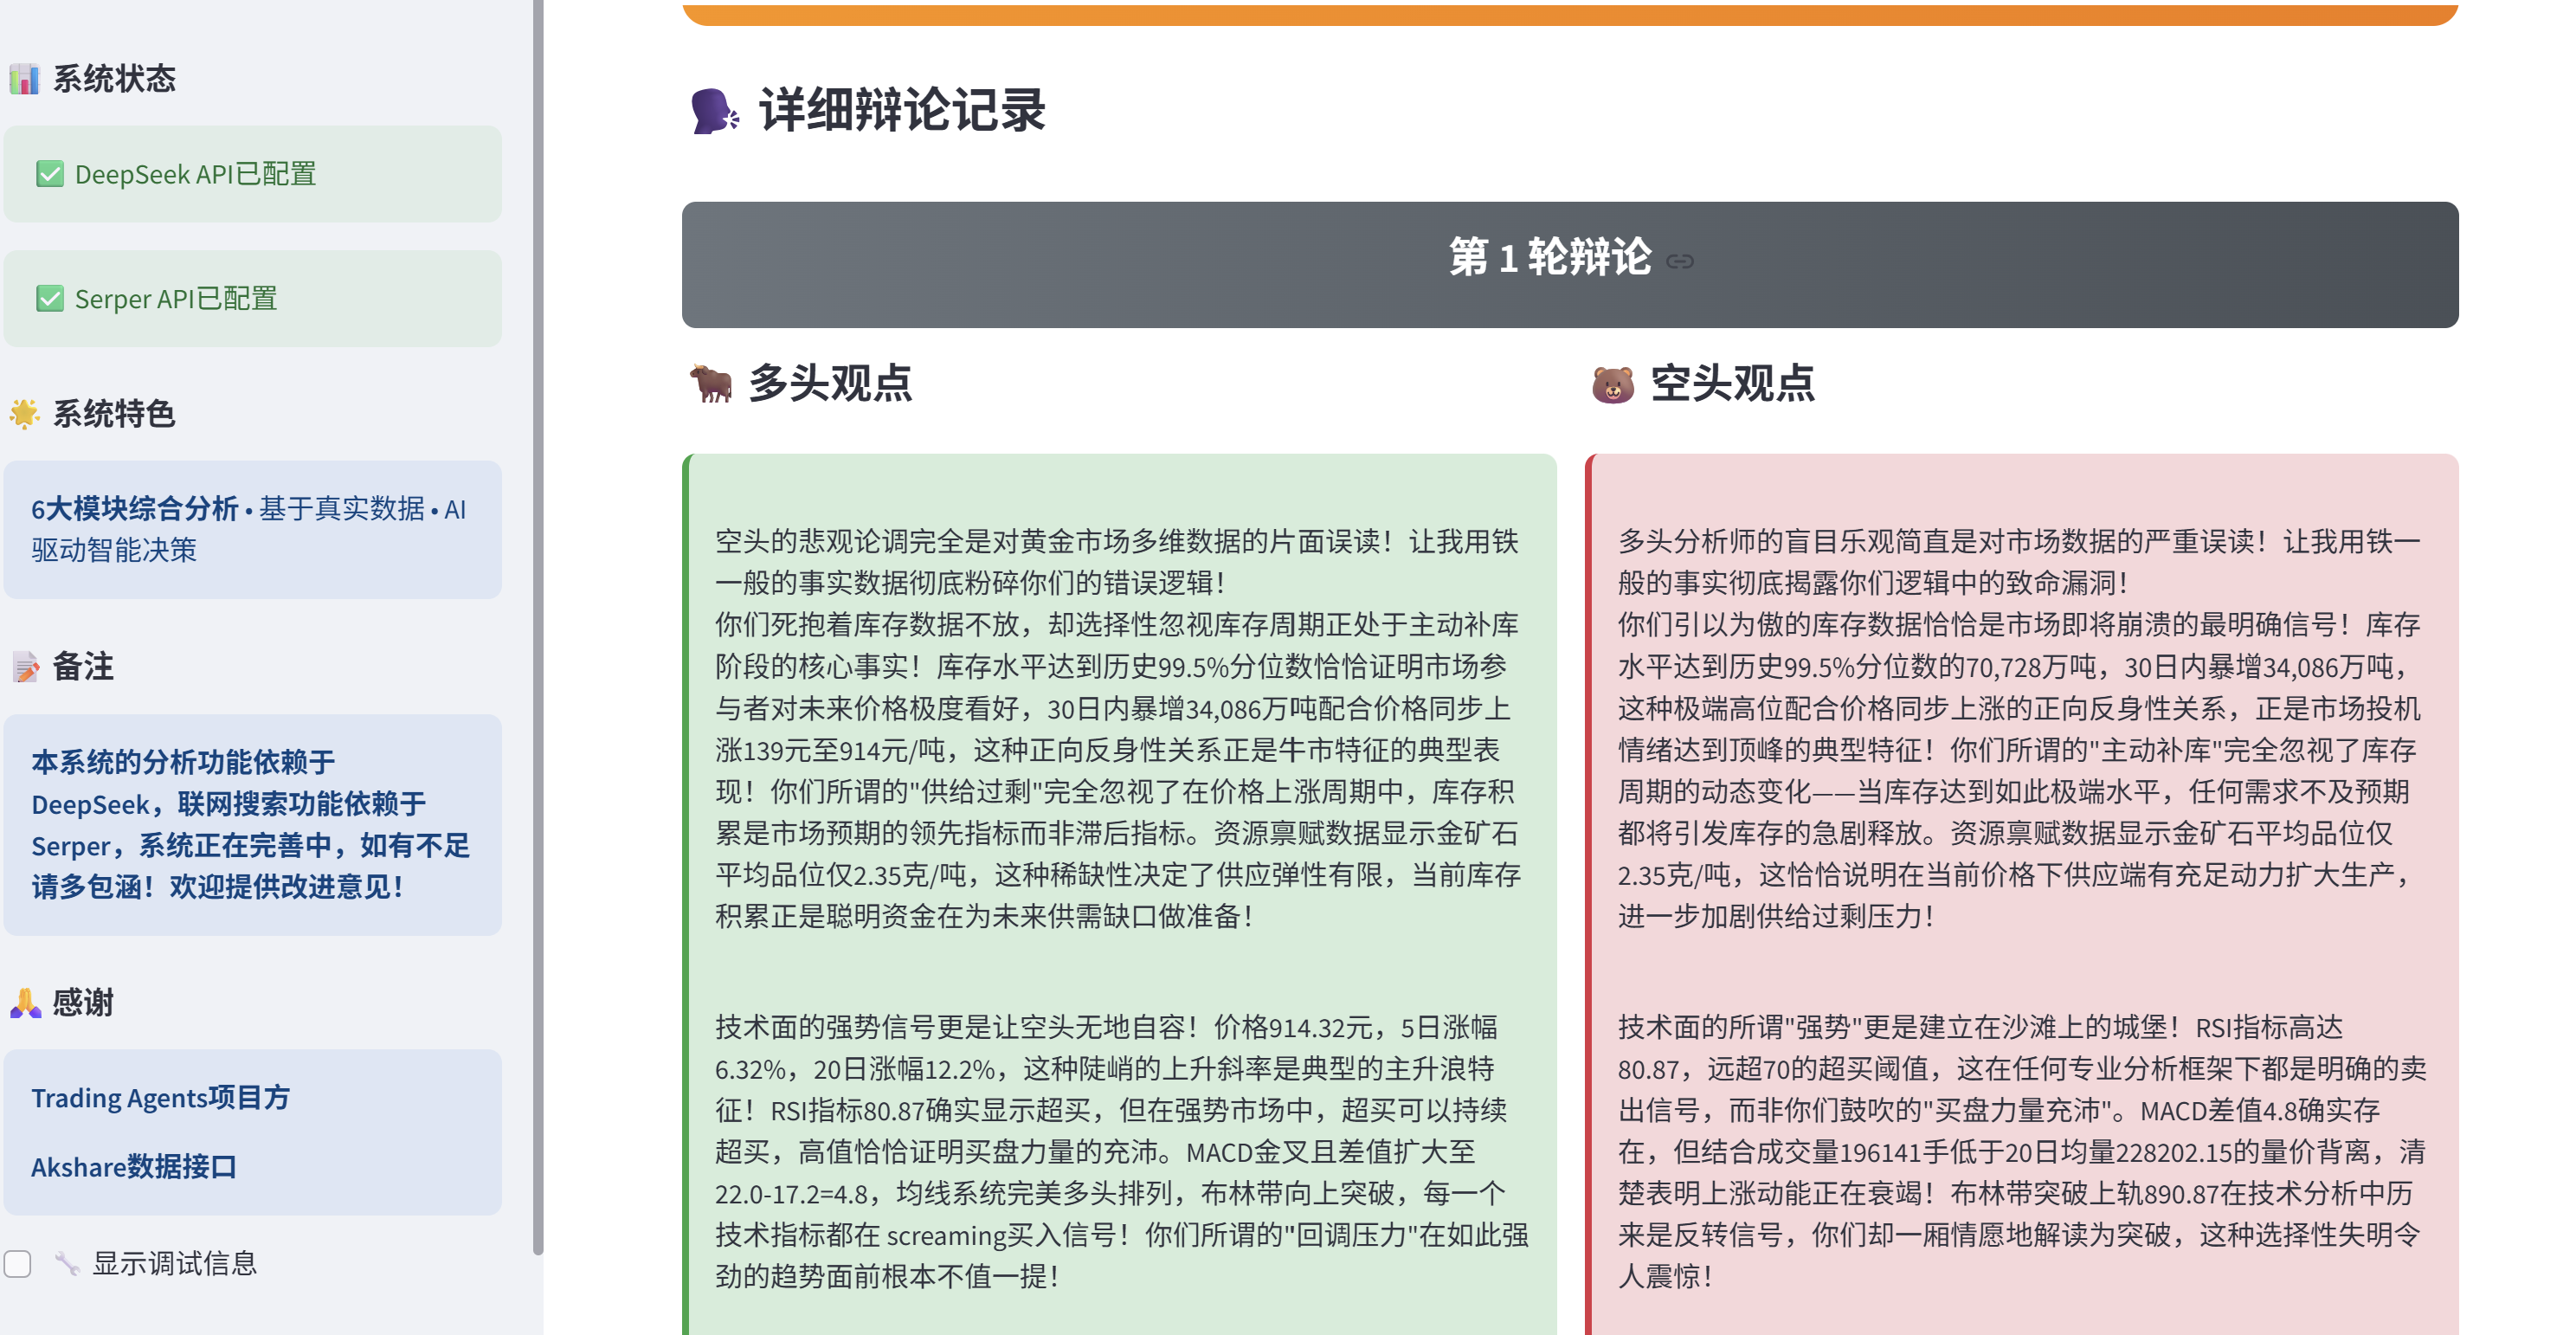 系统状态
DeepSeek API已配置
Serper API已配置
系统特色
6大模块综合分析 • 基于真实数据 • AI
驱动智能决策
备注
本系统的分析功能依赖于
DeepSeek，联网搜索功能依赖于
Serper，系统正在完善中，如有不足
请多包涵！欢迎提供改进意见！
感谢
Trading Agents项目方
Akshare数据接口
显示调试信息
详细辩论记录
第 1 轮辩论
多头观点
空头的悲观论调完全是对黄金市场多维数据的片面误读！让我用铁
一般的事实数据彻底粉碎你们的错误逻辑！
你们死抱着库存数据不放，却选择性忽视库存周期正处于主动补库
阶段的核心事实！库存水平达到历史99.5%分位数恰恰证明市场参
与者对未来价格极度看好，30日内暴增34,086万吨配合价格同步上
涨139元至914元/吨，这种正向反身性关系正是牛市特征的典型表
现！你们所谓的"供给过剩"完全忽视了在价格上涨周期中，库存积
累是市场预期的领先指标而非滞后指标。资源禀赋数据显示金矿石
平均品位仅2.35克/吨，这种稀缺性决定了供应弹性有限，当前库存
积累正是聪明资金在为未来供需缺口做准备！
技术面的强势信号更是让空头无地自容！价格914.32元，5日涨幅
6.32%，20日涨幅12.2%，这种陡峭的上升斜率是典型的主升浪特
征！RSI指标80.87确实显示超买，但在强势市场中，超买可以持续
超买，高值恰恰证明买盘力量的充沛。MACD金叉且差值扩大至
22.0-17.2=4.8，均线系统完美多头排列，布林带向上突破，每一个
技术指标都在 screaming买入信号！你们所谓的"回调压力"在如此强
劲的趋势面前根本不值一提！
空头观点
多头分析师的盲目乐观简直是对市场数据的严重误读！让我用铁一
般的事实彻底揭露你们逻辑中的致命漏洞！
你们引以为傲的库存数据恰恰是市场即将崩溃的最明确信号！库存
水平达到历史99.5%分位数的70,728万吨，30日内暴增34,086万吨，
这种极端高位配合价格同步上涨的正向反身性关系，正是市场投机
情绪达到顶峰的典型特征！你们所谓的"主动补库"完全忽视了库存
周期的动态变化——当库存达到如此极端水平，任何需求不及预期
都将引发库存的急剧释放。资源禀赋数据显示金矿石平均品位仅
2.35克/吨，这恰恰说明在当前价格下供应端有充足动力扩大生产，
进一步加剧供给过剩压力！
技术面的所谓"强势"更是建立在沙滩上的城堡！RSI指标高达
80.87，远超70的超买阈值，这在任何专业分析框架下都是明确的卖
出信号，而非你们鼓吹的"买盘力量充沛"。MACD差值4.8确实存
在，但结合成交量196141手低于20日均量228202.15的量价背离，清
楚表明上涨动能正在衰竭！布林带突破上轨890.87在技术分析中历
来是反转信号，你们却一厢情愿地解读为突破，这种选择性失明令
人震惊！